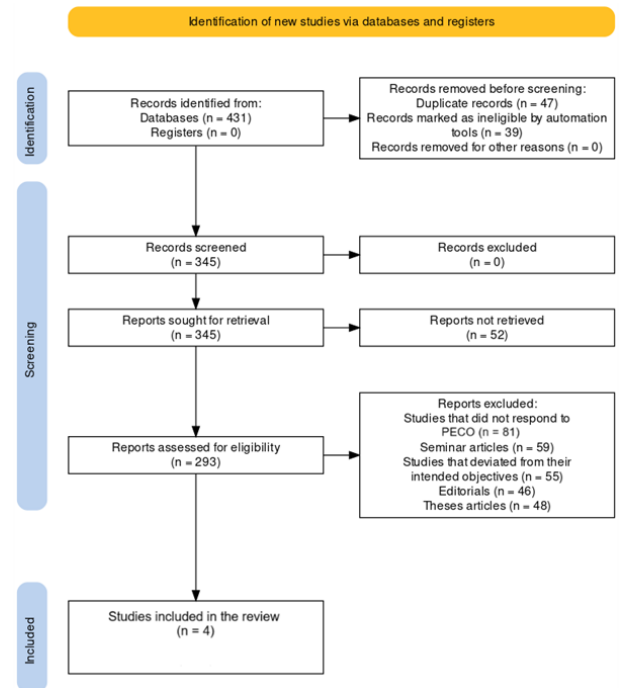 Identification of new studies via databases and registers
Identification
Records identified from:
Databases (n = 431)
Registers (n = 0)
Records removed before screening:
Duplicate records (n = 47)
Records marked as ineligible by automation
tools (n = 39)
Records removed for other reasons (n = 0)
Screening
Records screened
(n = 345)
Records excluded
(n = 0)
Reports sought for retrieval
(n = 345)
Reports not retrieved
(n = 52)
Reports assessed for eligibility
(n = 293)
Reports excluded:
Studies that did not respond to
PECO (n = 81)
Seminar articles (n = 59)
Studies that deviated from their
intended objectives (n = 55)
Editorials (n = 46)
Theses articles (n = 48)
Included
Studies included in the review
(n = 4)